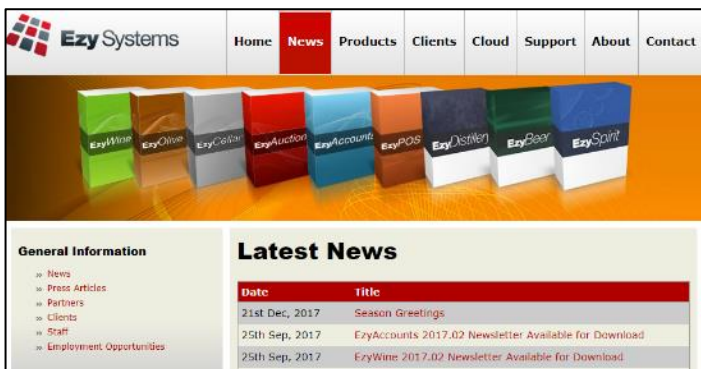 Ezy Systems
Home News Products Clients Cloud Support About Contact
EzyWine EzyOlive EzyCellar EzyAuction EzyAccounts EzyPOS EzyDistillery EzyBeer EzySpirit
General Information
» News
» Press Articles
» Partners
» Clients
» Staff
» Employment Opportunities
Latest News
Date Title
21st Dec, 2017 Season Greetings
25th Sep, 2017 EzyAccounts 2017.02 Newsletter Available for Download
25th Sep, 2017 EzyWine 2017.02 Newsletter Available for Download